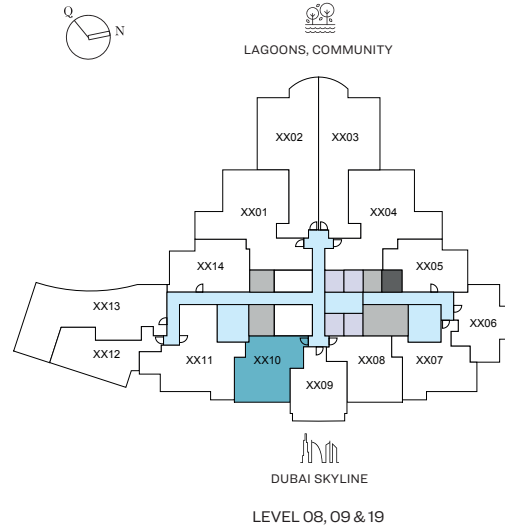 Q
N
LAGOONS, COMMUNITY
XX02
XX03
XX01
XX04
XX14
XX05
XX13
XX06
XX12
XX11
XX10
XX09
XX08
XX07
DUBAI SKYLINE
LEVEL 08, 09 & 19